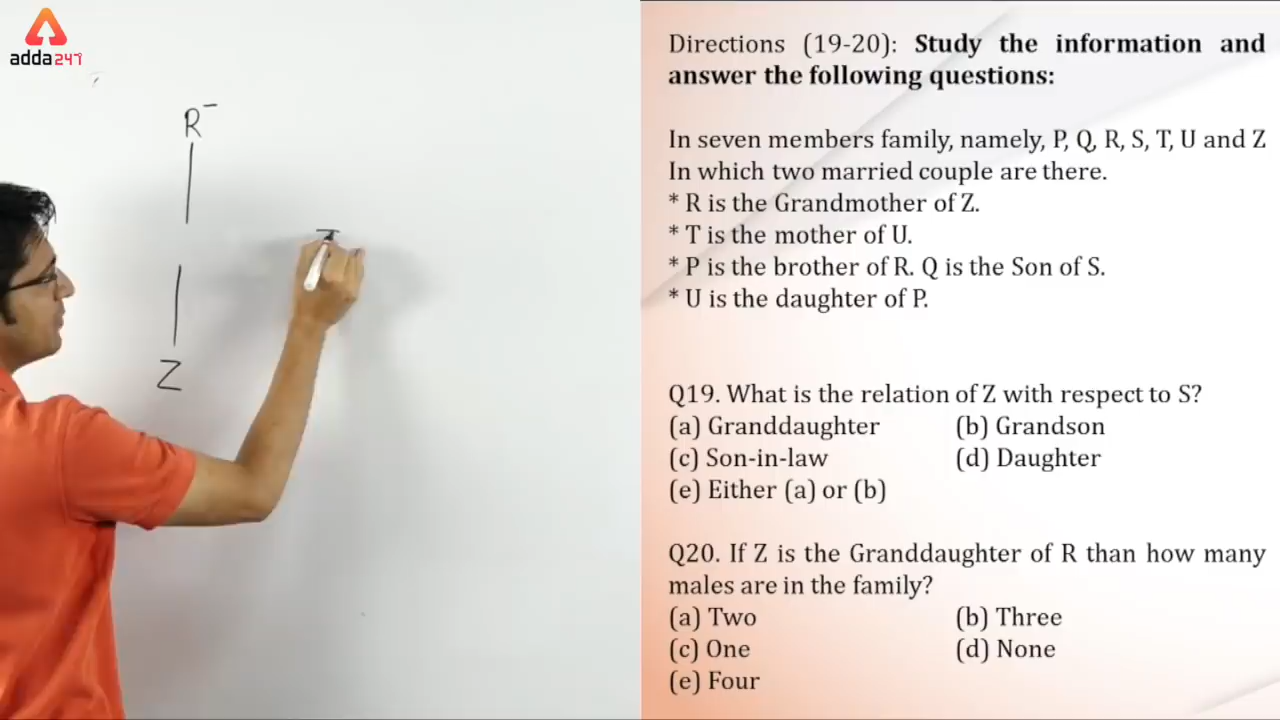 adda247
R⁻
Z
T
Directions (19-20): Study the information and
answer the following questions:
In seven members family, namely, P, Q, R, S, T, U and Z
In which two married couple are there.
* R is the Grandmother of Z.
* T is the mother of U.
* P is the brother of R. Q is the Son of S.
* U is the daughter of P.
Q19. What is the relation of Z with respect to S?
(a) Granddaughter (b) Grandson
(c) Son-in-law (d) Daughter
(e) Either (a) or (b)
Q20. If Z is the Granddaughter of R than how many
males are in the family?
(a) Two (b) Three
(c) One (d) None
(e) Four